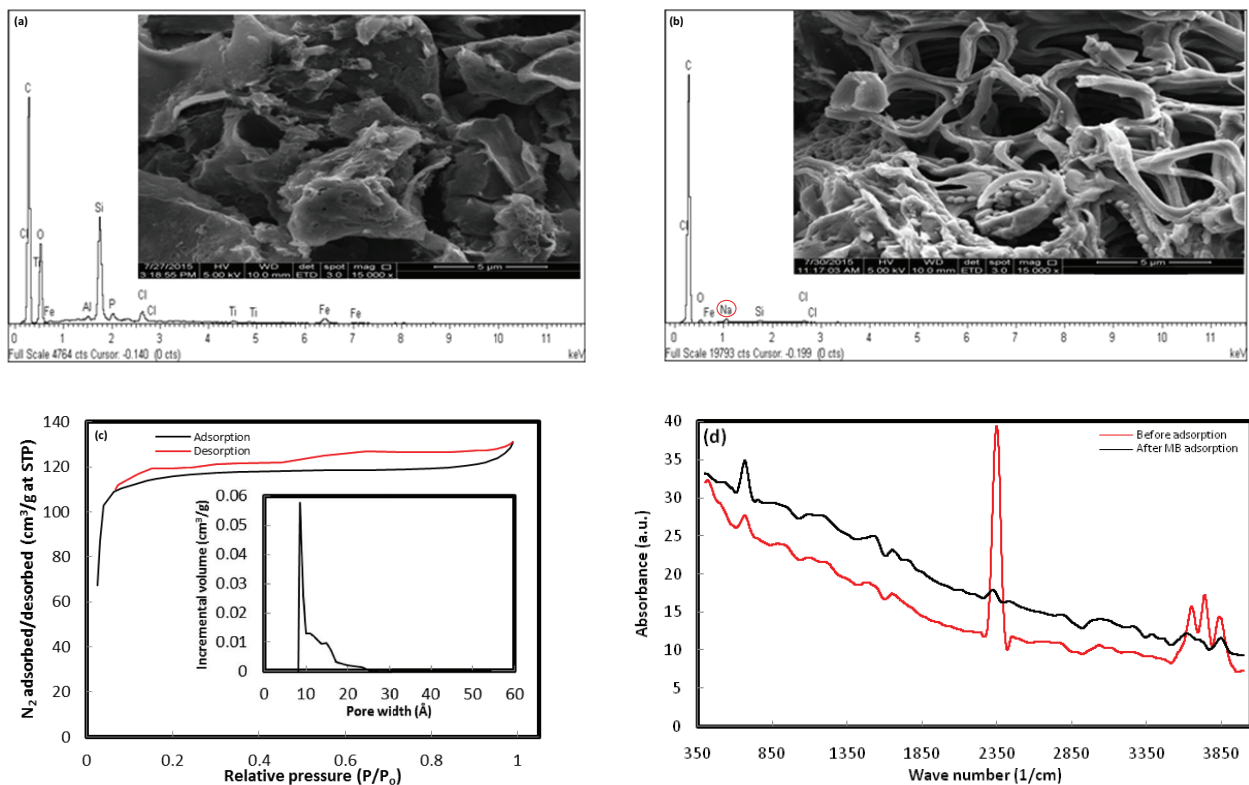 (a)
C
Cl
O
Ti
Fe
Si
Al
P
Cl
Cl
Ti
Ti
Fe
Fe
7/27/2015 HV WD det spot mag 5 µm
3:18:55 PM 5.00 kV 10.0 mm ETD 3.0 15 000 x
0 1 2 3 4 5 6 7 8 9 10 11
Full Scale 4764 cts Cursor: -0.140 (0 cts) keV
(b)
C
Cl
O
Fe
Na
Si
Cl
Cl
7/30/2015 HV WD det spot mag 5 µm
11:17:03 AM 5.00 kV 10.0 mm ETD 3.0 15 000 x
0 1 2 3 4 5 6 7 8 9 10 11
Full Scale 19793 cts Cursor: -0.199 (0 cts) keV
(c)
Adsorption
Desorption
N2 adsorbed/desorbed (cm³/g at STP)
140
120
100
80
60
40
20
0
0 0.2 0.4 0.6 0.8 1
Relative pressure (P/Po)
Incremental volume (cm³/g)
0.06
0.05
0.04
0.03
0.02
0.01
0
0 10 20 30 40 50 60
Pore width (Å)
(d)
Before adsorption
After MB adsorption
Absorbance (a.u.)
40
35
30
25
20
15
10
5
0
350 850 1350 1850 2350 2850 3350 3850
Wave number (1/cm)